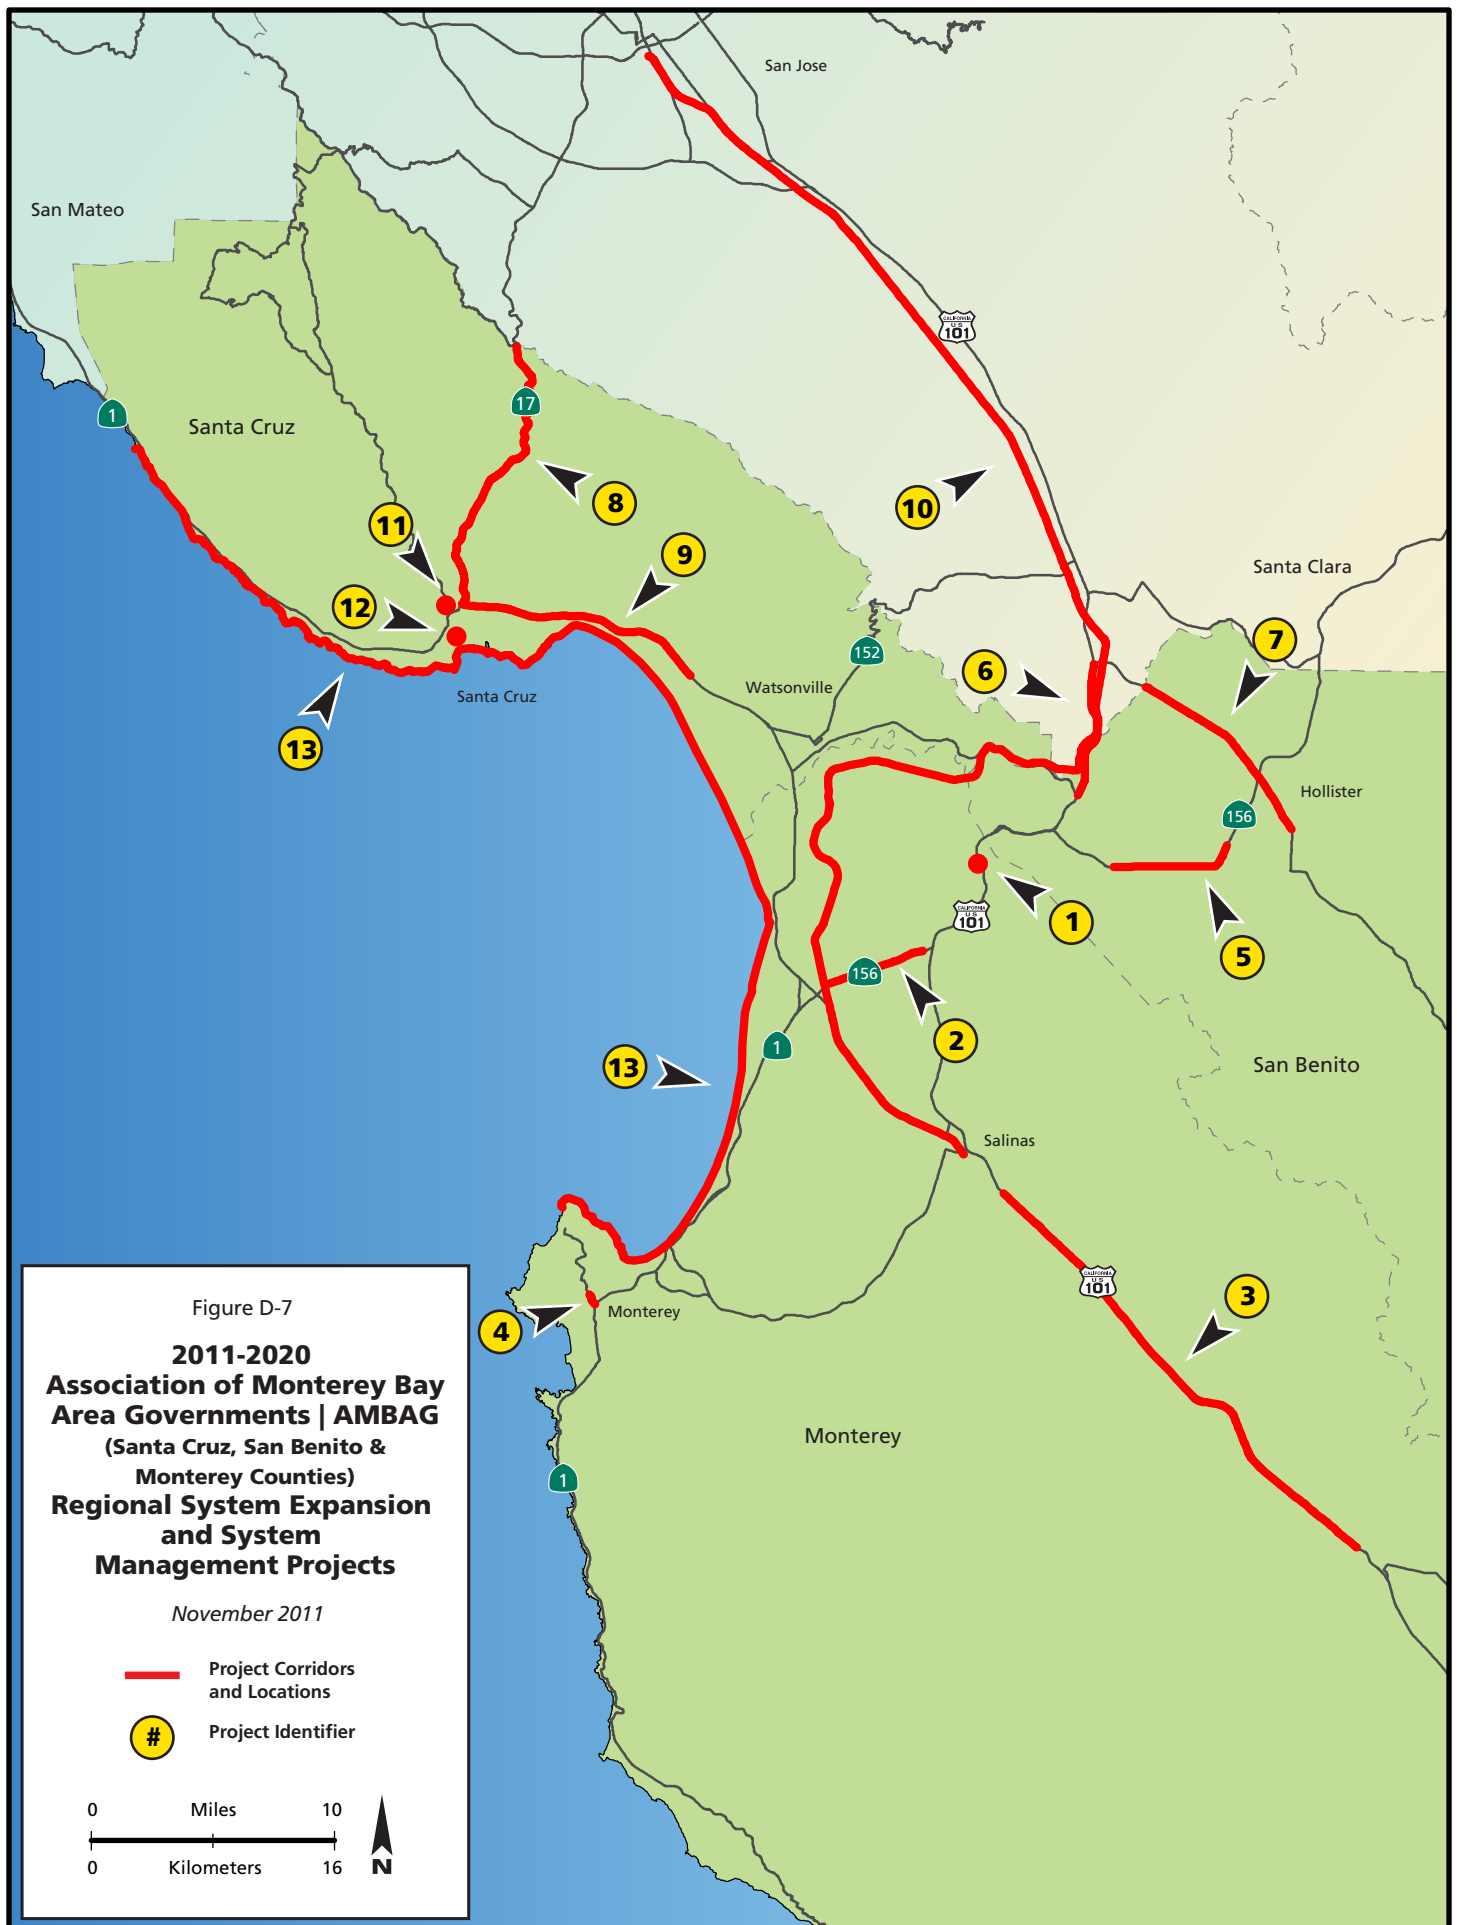 San Jose
San Mateo
CALIFORNIA
U S
101
17
1
Santa Cruz
8
10
11
9
Santa Clara
12
7
152
6
Watsonville
Santa Cruz
13
Hollister
156
CALIFORNIA
U S
101
1
5
156
2
1
13
San Benito
Salinas
CALIFORNIA
U S
101
3
Monterey
4
Monterey
1
Figure D-7
2011-2020
Association of Monterey Bay
Area Governments | AMBAG
(Santa Cruz, San Benito &
Monterey Counties)
Regional System Expansion
and System
Management Projects
November 2011
Project Corridors
and Locations
#
Project Identifier
0 Miles 10
0 Kilometers 16
N